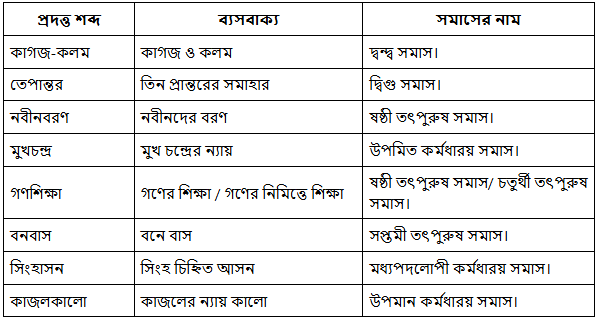 প্রদত্ত শব্দ ব্যসবাক্য সমাসের নাম
কাগজ-কলম কাগজ ও কলম দ্বন্দ্ব সমাস।
তেপান্তর তিন প্রান্তরের সমাহার দ্বিগু সমাস।
নবীনবরণ নবীনদের বরণ ষষ্ঠী তৎপুরুষ সমাস।
মুখচন্দ্র মুখ চন্দ্রের ন্যায় উপমিত কর্মধারয় সমাস।
গণশিক্ষা গণের শিক্ষা / গণের নিমিত্তে শিক্ষা ষষ্ঠী তৎপুরুষ সমাস/ চতুর্থী তৎপুরুষ
সমাস।
বনবাস বনে বাস সপ্তমী তৎপুরুষ সমাস।
সিংহাসন সিংহ চিহ্নিত আসন মধ্যপদলোপী কর্মধারয় সমাস।
কাজলকালো কাজলের ন্যায় কালো উপমান কর্মধারয় সমাস।